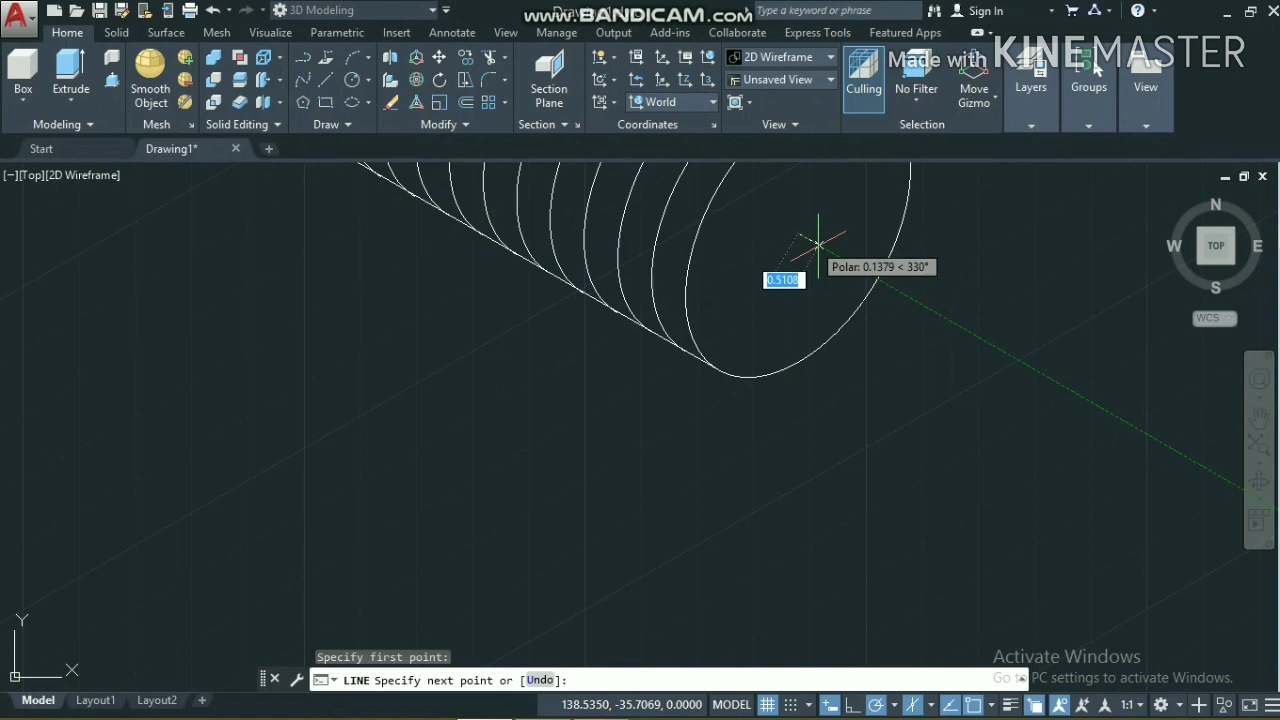 3D Modeling
Type a keyword or phrase
Sign In
www.BANDICAM.com
Made with KINEMASTER
Home Solid Surface Mesh Visualize Parametric Insert Annotate View Manage Output Add-ins Collaborate Express Tools Featured Apps
Box
Extrude
Smooth Object
Section Plane
2D Wireframe
Unsaved View
World
Culling
No Filter
Move Gizmo
Layers
Groups
View
Modeling Mesh Solid Editing Draw Modify Section Coordinates View Selection
Start Drawing1*
[−][Top][2D Wireframe]
N
W TOP E
S
WCS
Polar: 0.1379 < 330°
0.5108
Y
X
Specify first point:
LINE Specify next point or [Undo]:
Activate Windows
Go to PC settings to activate Windows.
Model Layout1 Layout2 +
138.5350, -35.7069, 0.0000 MODEL 1:1